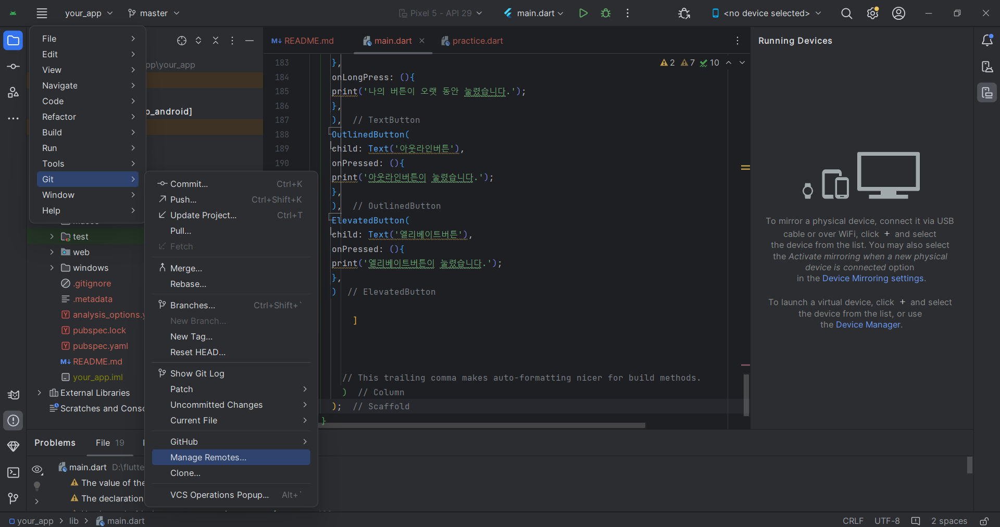 your_app
master
Pixel 5 - API 29
main.dart
<no device selected>
File
Edit
View
Navigate
Code
Refactor
Build
Run
Tools
Git
Window
Help
pp\your_app
o_android]
test
web
windows
.gitignore
.metadata
analysis_options.y
pubspec.lock
pubspec.yaml
README.md
your_app.iml
External Libraries
Scratches and Conso
Commit... Ctrl+K
Push... Ctrl+Shift+K
Update Project... Ctrl+T
Pull...
Fetch
Merge...
Rebase...
Branches... Ctrl+Shift+`
New Branch...
New Tag...
Reset HEAD...
Show Git Log
Patch
Uncommitted Changes
Current File
GitHub
Manage Remotes...
Clone...
VCS Operations Popup... Alt+`
README.md
main.dart
practice.dart
2 7 10
183 },
184 onLongPress: (){
185 print('나의 버튼이 오랫 동안 눌렸습니다.');
186 },
187 ), // TextButton
188 OutlinedButton(
189 child: Text('아웃라인버튼'),
190 onPressed: (){
print('아웃라인버튼이 눌렸습니다.');
},
), // OutlinedButton
ElevatedButton(
child: Text('엘리베이트버튼'),
onPressed: (){
print('엘리베이트버튼이 눌렸습니다.');
},
) // ElevatedButton
]
// This trailing comma makes auto-formatting nicer for build methods.
) // Column
); // Scaffold
}
Running Devices
To mirror a physical device, connect it via USB
cable or over WiFi, click + and select
the device from the list. You may also select
the Activate mirroring when a new physical
device is connected option
in the Device Mirroring settings.
To launch a virtual device, click + and select
the device from the list, or use
the Device Manager.
Problems File 19
main.dart D:\flutte
The value of the
The declaration
your_app > lib > main.dart
CRLF UTF-8 2 spaces